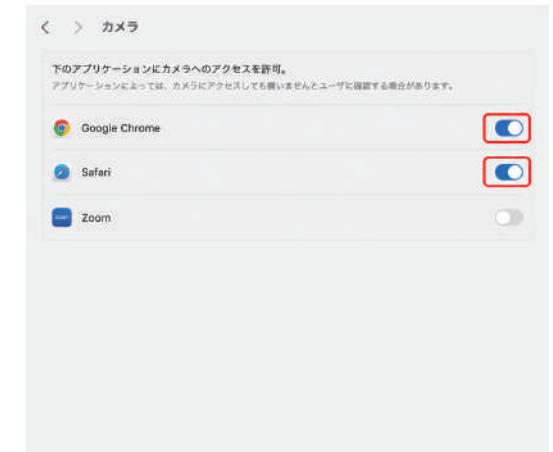 カメラ
下のアプリケーションにカメラへのアクセスを許可。
アプリケーションによっては、カメラにアクセスしても構いませんとユーザに確認する場合があります。
Google Chrome
Safari
Zoom